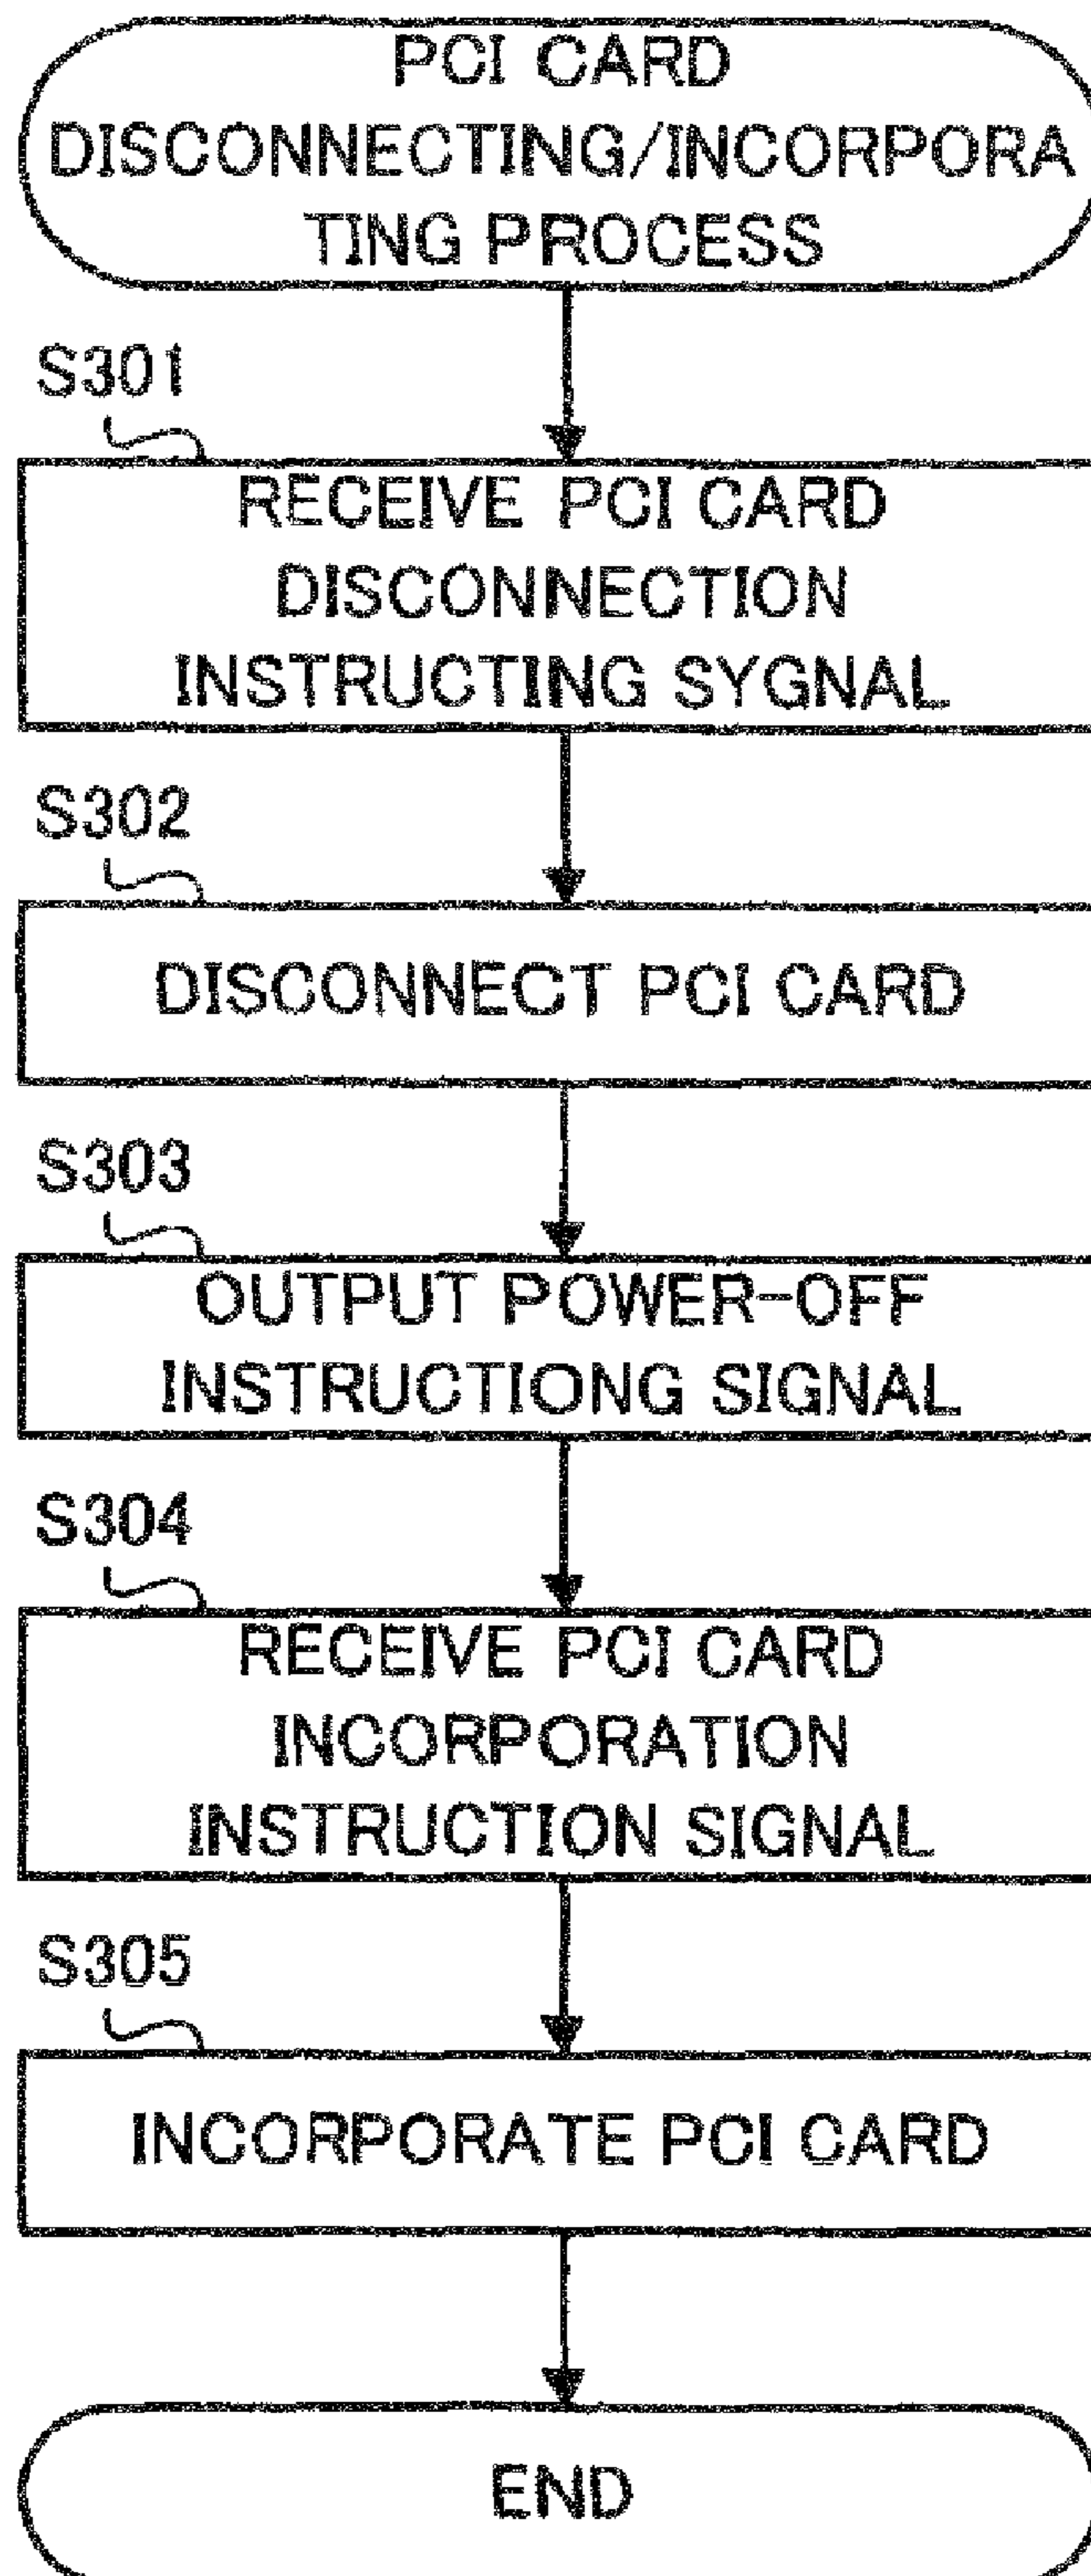 PCI CARD
DISCONNECTING/INCORPORA
TING PROCESS
S301
RECEIVE PCI CARD
DISCONNECTION
INSTRUCTING SYGNAL
S302
DISCONNECT PCI CARD
S303
OUTPUT POWER-OFF
INSTRUCTIONG SIGNAL
S304
RECEIVE PCI CARD
INCORPORATION
INSTRUCTION SIGNAL
S305
INCORPORATE PCI CARD
END